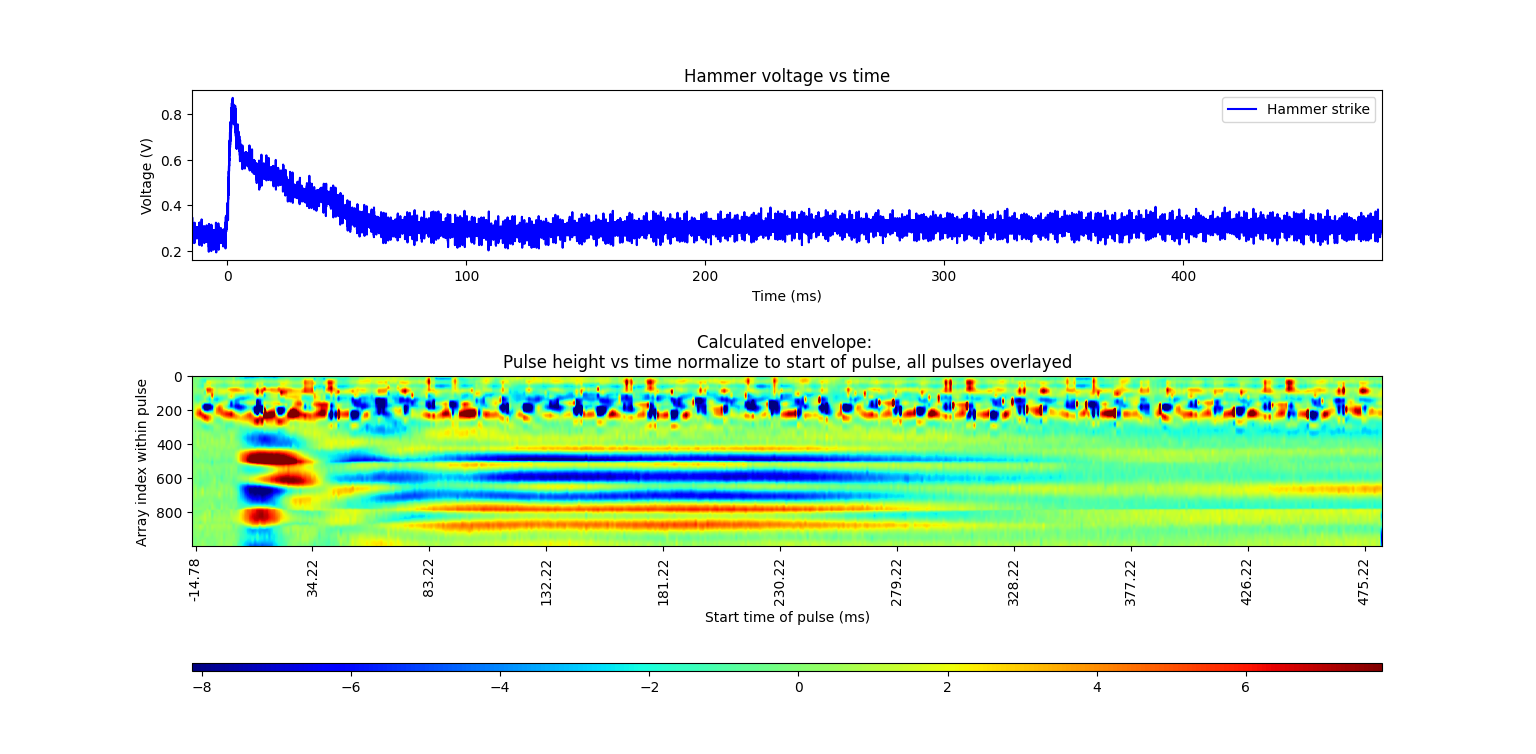 Hammer voltage vs time
Hammer strike
Voltage (V)
0.8
0.6
0.4
0.2
0 100 200 300 400
Time (ms)
Calculated envelope:
Pulse height vs time normalize to start of pulse, all pulses overlayed
Array index within pulse
0
200
400
600
800
-14.78 34.22 83.22 132.22 181.22 230.22 279.22 328.22 377.22 426.22 475.22
Start time of pulse (ms)
−8 −6 −4 −2 0 2 4 6